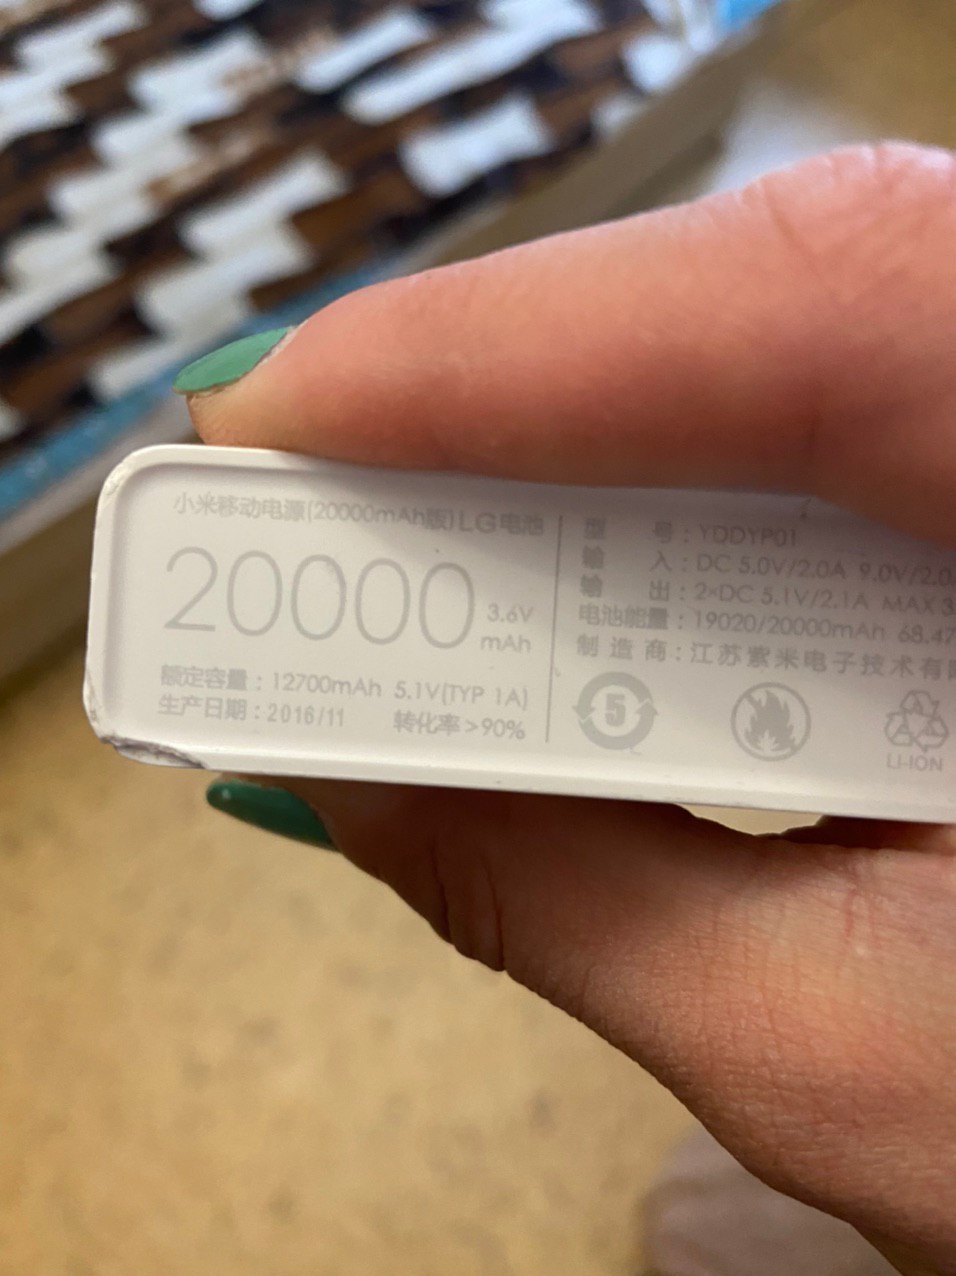 小米移动电源(20000mAh版)LG电池
20000 3.6V
mAh
额定容量：12700mAh 5.1V(TYP 1A)
生产日期：2016/11 转化率>90%
型 号：YDDYP01
输 入：DC 5.0V/2.0A 9.0V/2.0
输 出：2×DC 5.1V/2.1A MAX 3
电池能量：19020/20000mAh 68.47
制 造 商：江苏紫米电子技术有
5
LI-ION